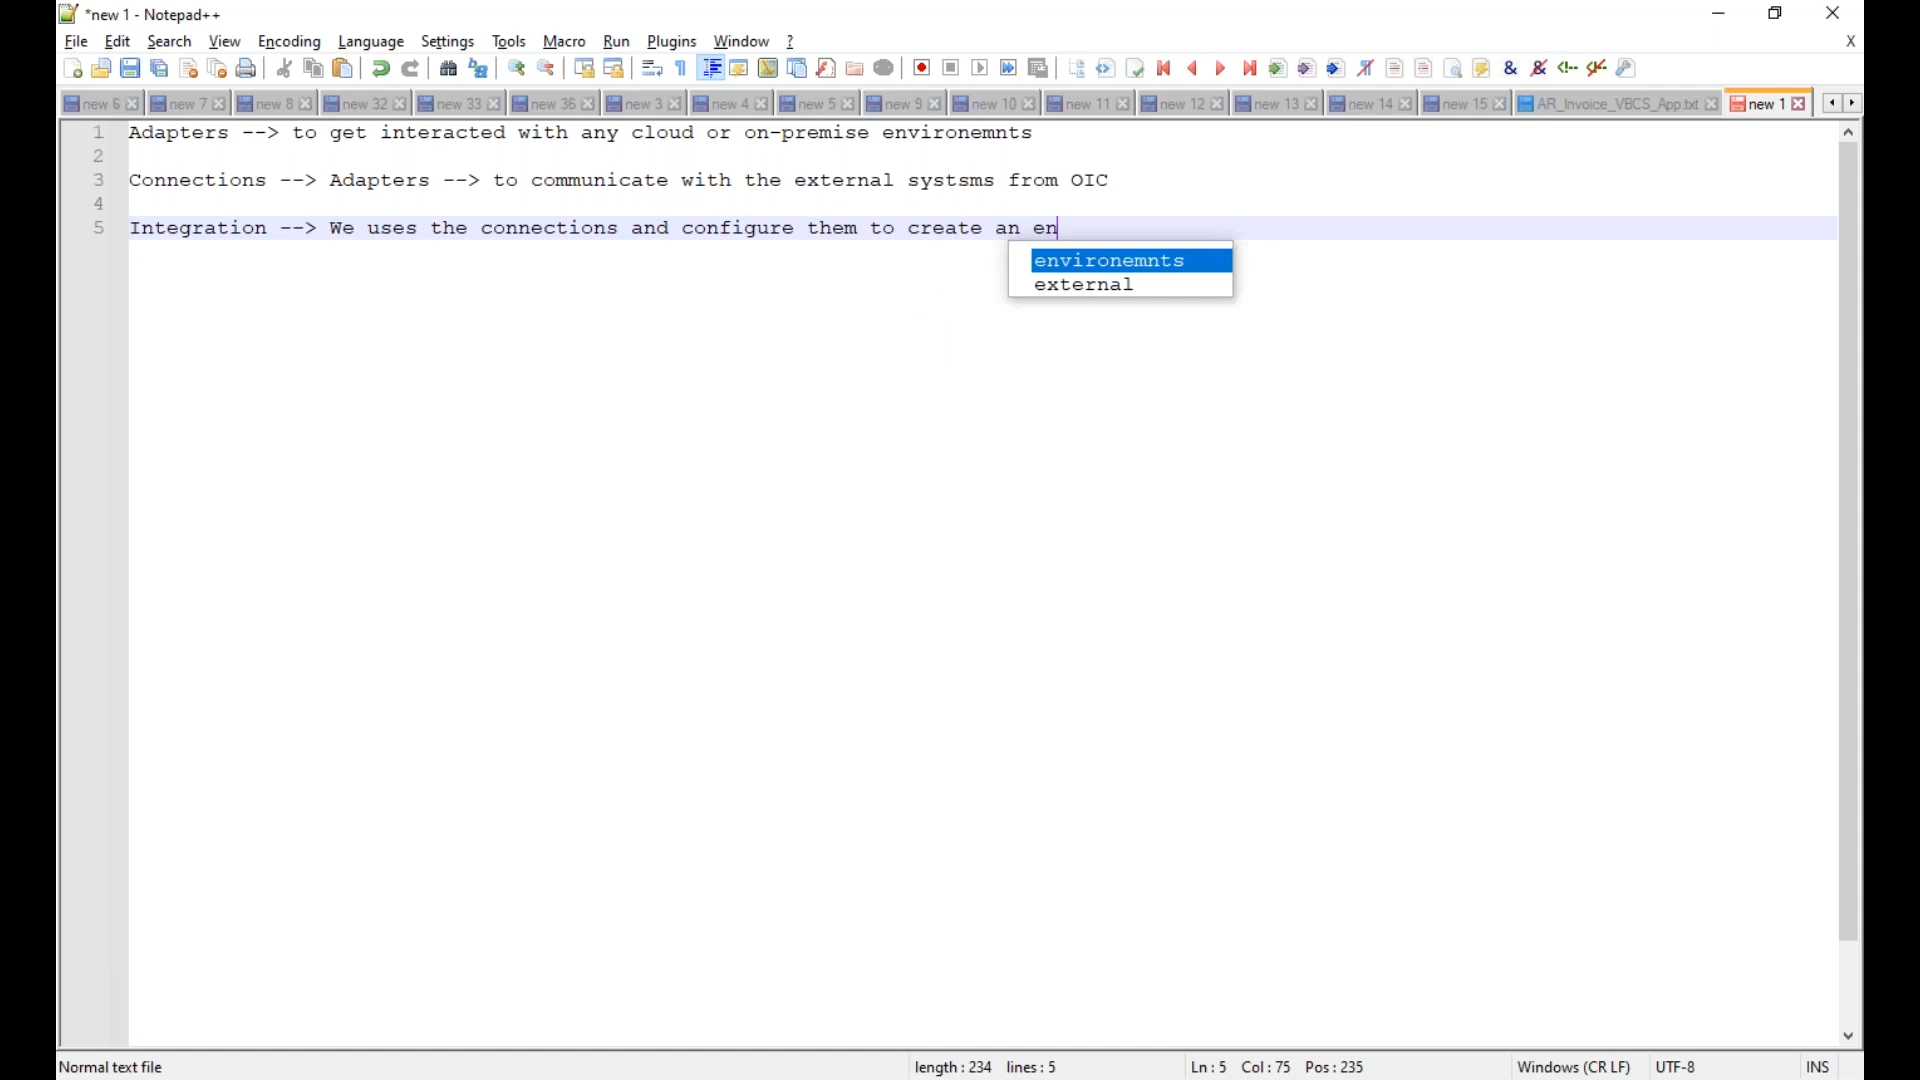 *new 1 - Notepad++
File Edit Search View Encoding Language Settings Tools Macro Run Plugins Window ? X
new 6 new 7 new 8 new 32 new 33 new 36 new 3 new 4 new 5 new 9 new 10 new 11 new 12 new 13 new 14 new 15 AR_Invoice_VBCS_App.txt new 1
1 Adapters --> to get interacted with any cloud or on-premise environemnts
2
3 Connections --> Adapters --> to communicate with the external systsms from OIC
4
5 Integration --> We uses the connections and configure them to create an en
environemnts
external
Normal text file length : 234 lines : 5 Ln : 5 Col : 75 Pos : 235 Windows (CR LF) UTF-8 INS